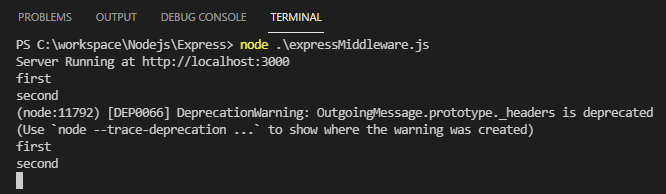 PROBLEMS OUTPUT DEBUG CONSOLE TERMINAL
PS C:\workspace\Nodejs\Express> node .\expressMiddleware.js
Server Running at http://localhost:3000
first
second
(node:11792) [DEP0066] DeprecationWarning: OutgoingMessage.prototype._headers is deprecated
(Use `node --trace-deprecation ...` to show where the warning was created)
first
second